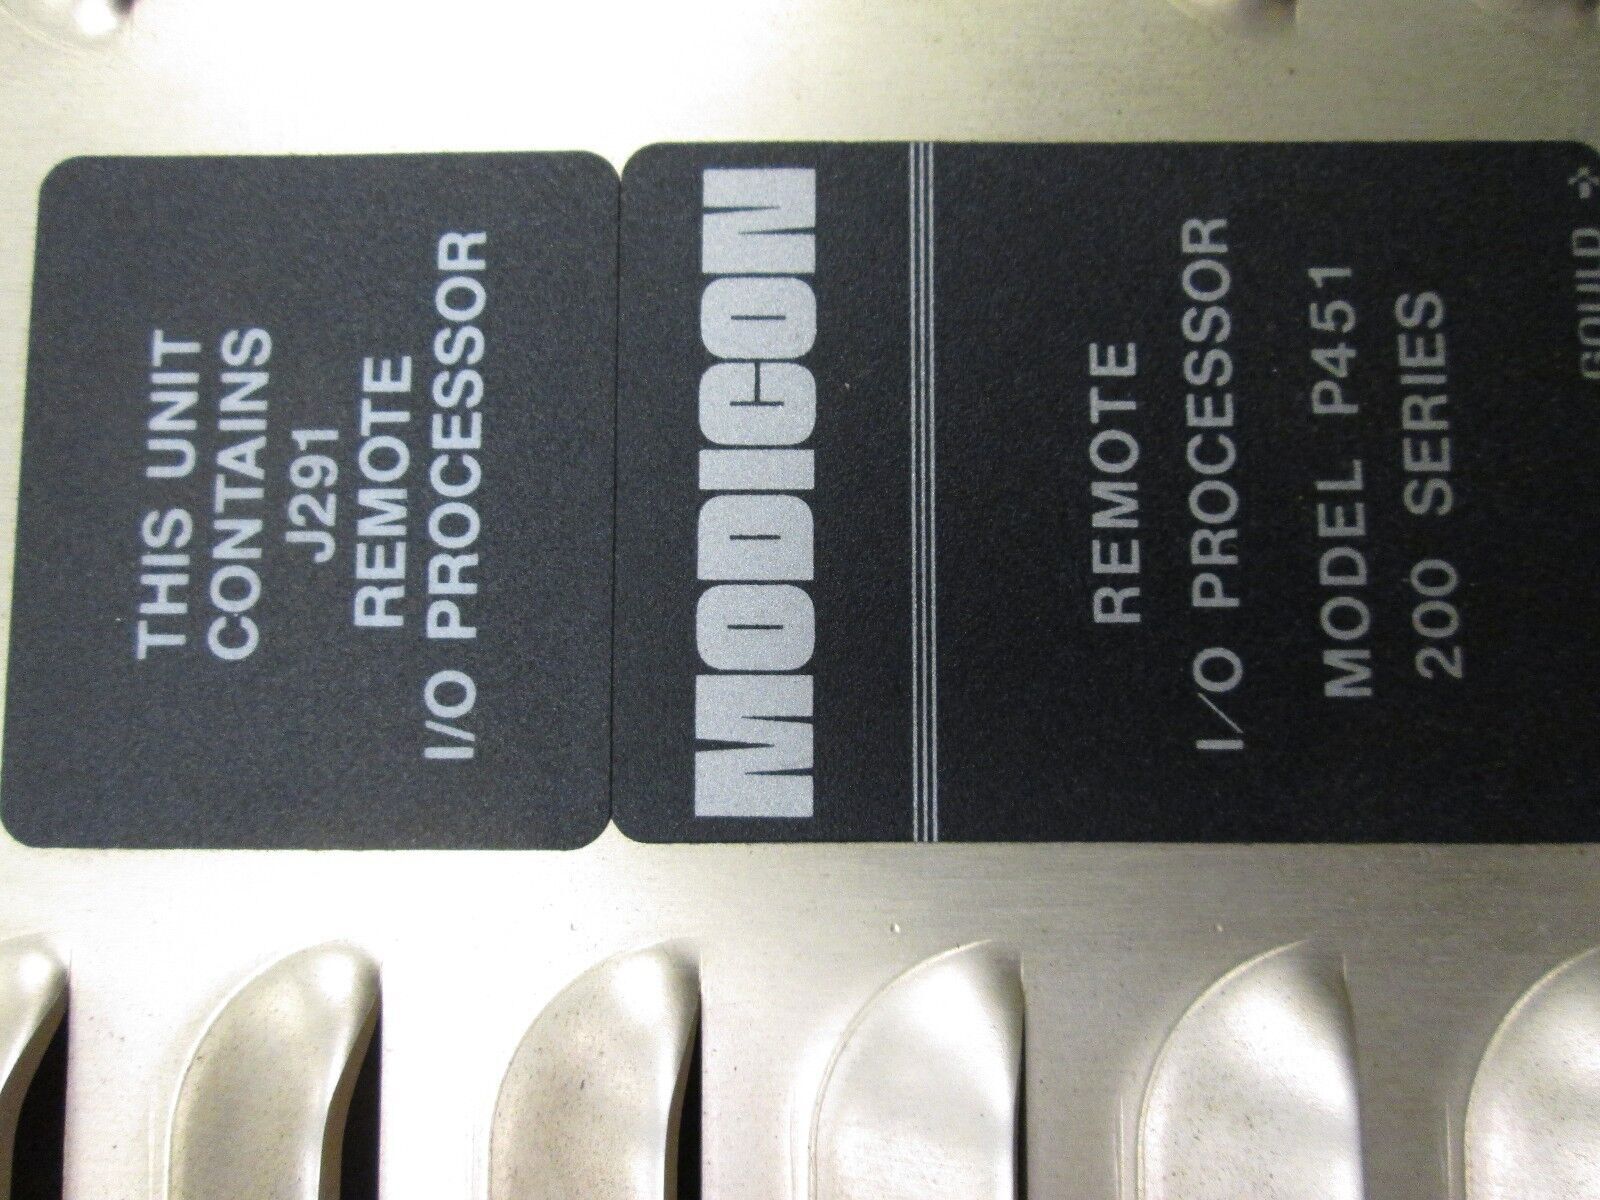 THIS UNIT
CONTAINS
J291
REMOTE
I/O PROCESSOR
MODICON
REMOTE
I/O PROCESSOR
MODEL P451
200 SERIES
GOULD